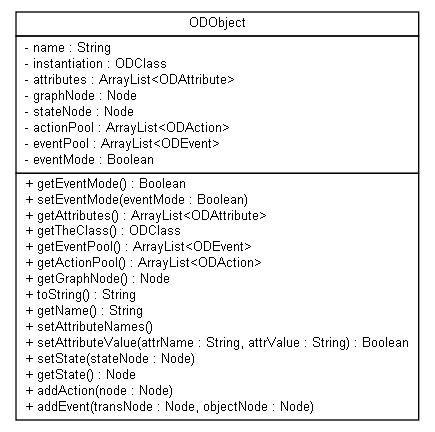 ODObject
- name : String
- instantiation : ODClass
- attributes : ArrayList<ODAttribute>
- graphNode : Node
- stateNode : Node
- actionPool : ArrayList<ODAction>
- eventPool : ArrayList<ODEvent>
- eventMode : Boolean
+ getEventMode() : Boolean
+ setEventMode(eventMode : Boolean)
+ getAttributes() : ArrayList<ODAttribute>
+ getTheClass() : ODClass
+ getEventPool() : ArrayList<ODEvent>
+ getActionPool() : ArrayList<ODAction>
+ getGraphNode() : Node
+ toString() : String
+ getName() : String
+ setAttributeNames()
+ setAttributeValue(attrName : String, attrValue : String) : Boolean
+ setState(stateNode : Node)
+ getState() : Node
+ addAction(node : Node)
+ addEvent(transNode : Node, objectNode : Node)